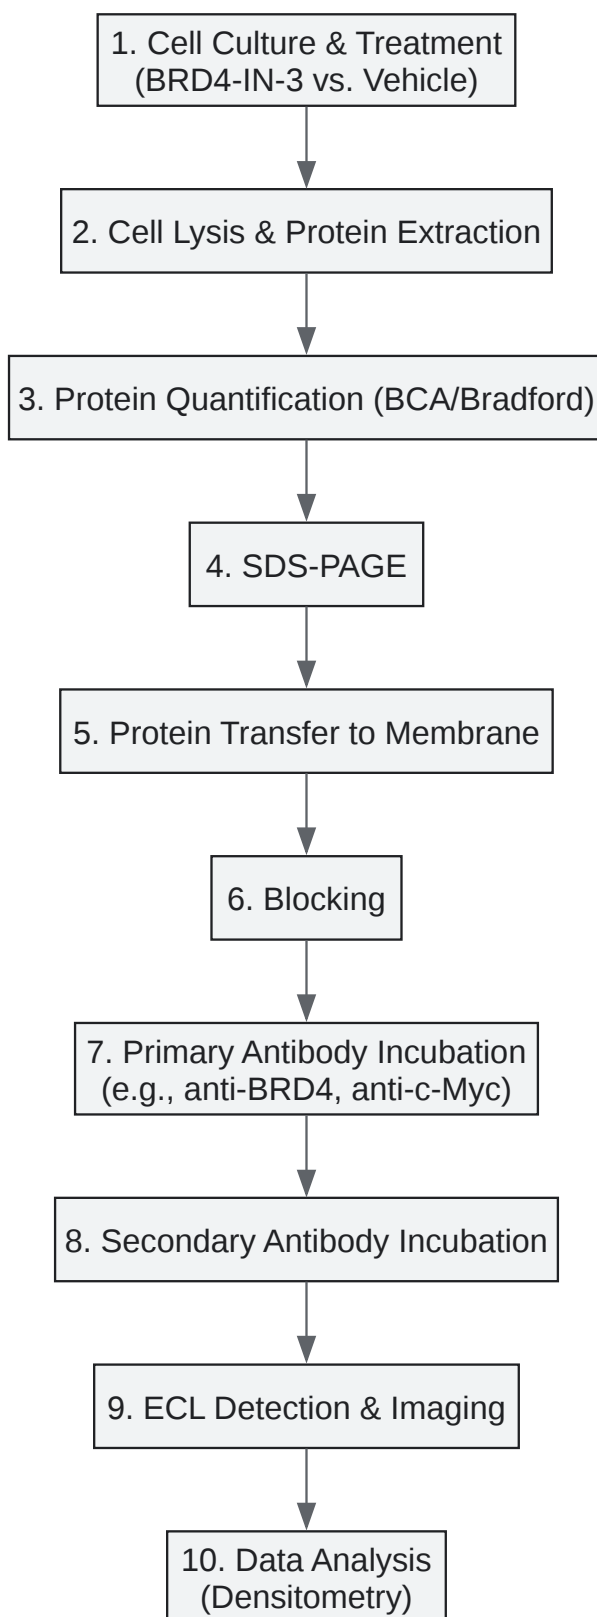 1. Cell Culture & Treatment
(BRD4-IN-3 vs. Vehicle)
2. Cell Lysis & Protein Extraction
3. Protein Quantification (BCA/Bradford)
4. SDS-PAGE
5. Protein Transfer to Membrane
6. Blocking
7. Primary Antibody Incubation
(e.g., anti-BRD4, anti-c-Myc)
8. Secondary Antibody Incubation
9. ECL Detection & Imaging
10. Data Analysis
(Densitometry)